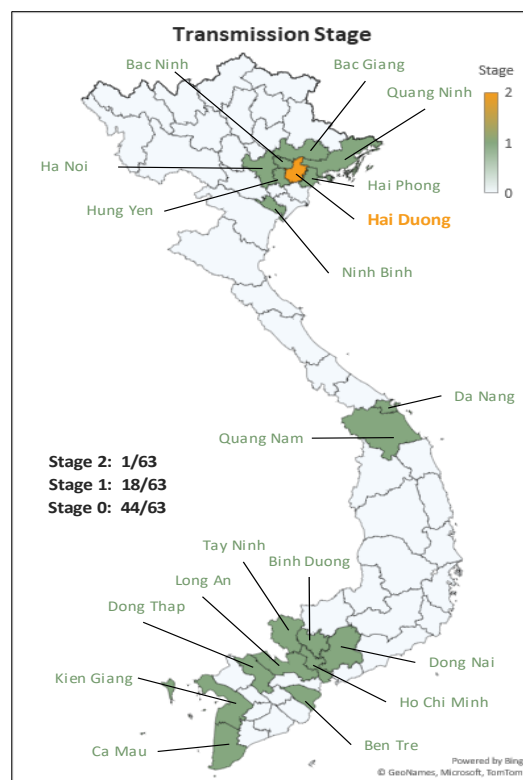 Transmission Stage
Bac Ninh
Bac Giang
Stage
2
Quang Ninh
1
Ha Noi
0
Hai Phong
Hung Yen
Hai Duong
Ninh Binh
Da Nang
Quang Nam
Stage 2: 1/63
Stage 1: 18/63
Stage 0: 44/63
Tay Ninh
Binh Duong
Long An
Dong Thap
Dong Nai
Kien Giang
Ho Chi Minh
Ca Mau
Ben Tre
Powered by Bing
© GeoNames, Microsoft, TomTom